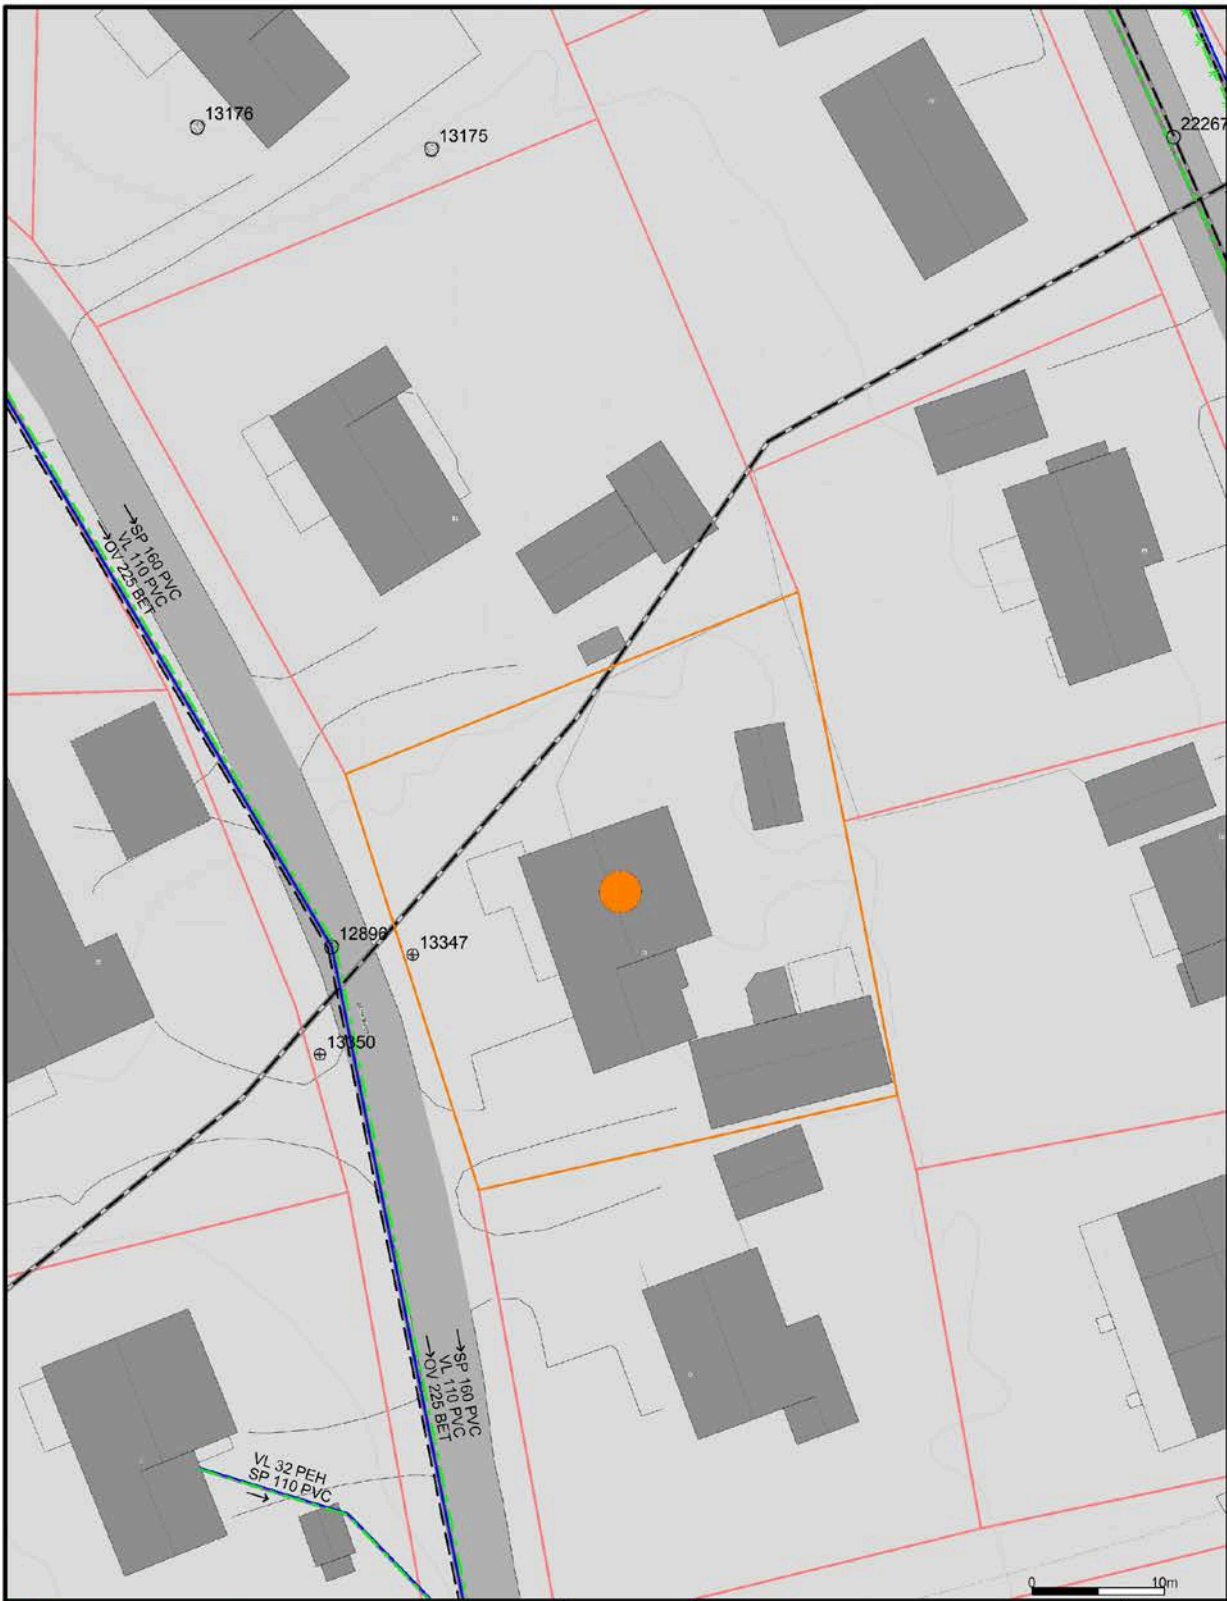 13176
13175
22267
→SP 160 PVC
VL 110 PVC
→OV 225 BET
12896
13347
13350
→SP 160 PVC
VL 110 PVC
→OV 225 BET
VL 32 PEH
SP 110 PVC
0 10m